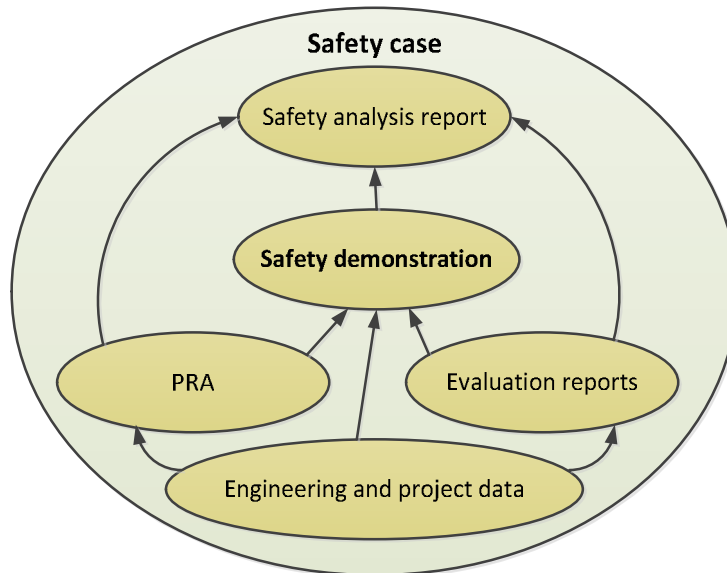 Safety case
Safety analysis report
Safety demonstration
PRA
Evaluation reports
Engineering and project data